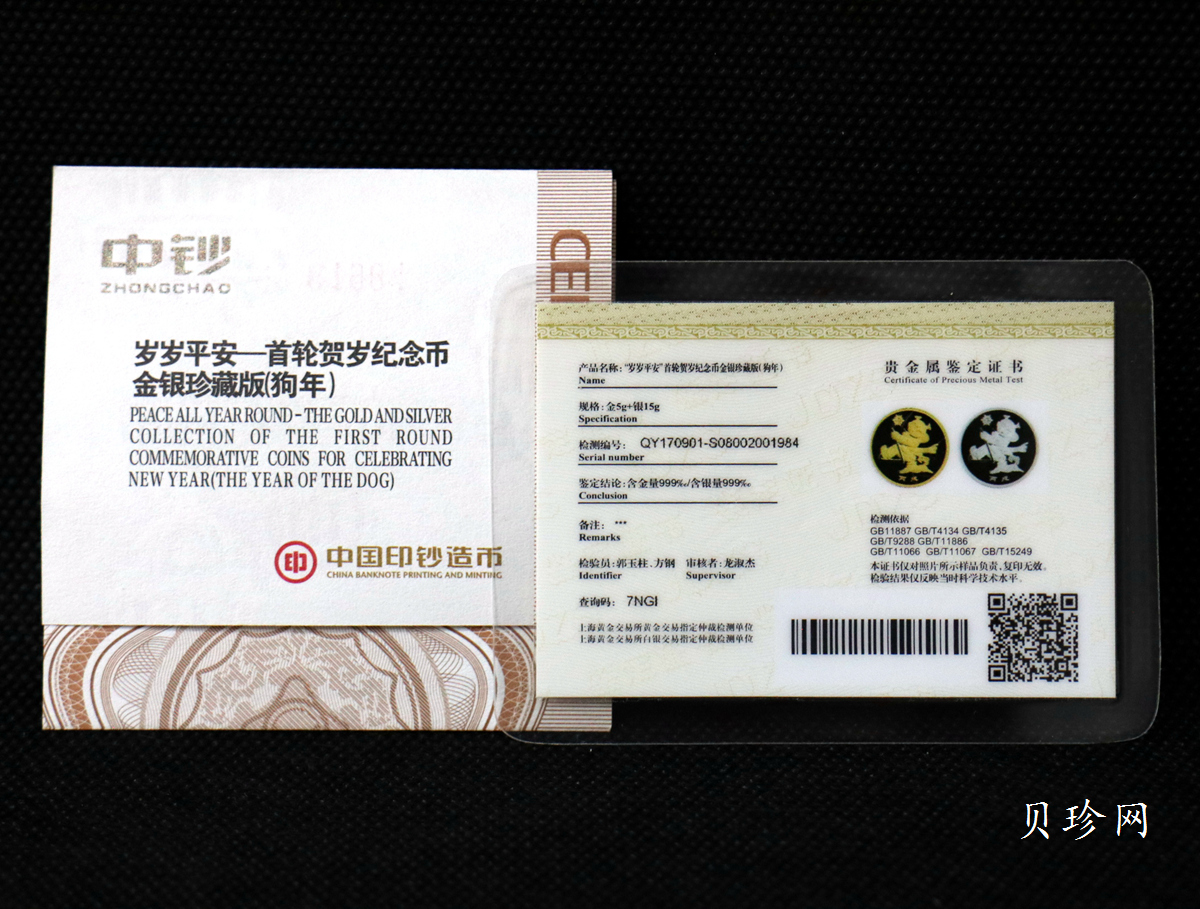 中钞
ZHONGCHAO
岁岁平安—首轮贺岁纪念币
金银珍藏版(狗年)
PEACE ALL YEAR ROUND - THE GOLD AND SILVER
COLLECTION OF THE FIRST ROUND
COMMEMORATIVE COINS FOR CELEBRATING
NEW YEAR(THE YEAR OF THE DOG)
中国印钞造币
CHINA BANKNOTE PRINTING AND MINTING
产品名称:“岁岁平安”首轮贺岁纪念币金银珍藏版(狗年)
Name
规格:金5g+银15g
Specification
检测编号: QY170901-S08002001984
Serial number
鉴定结论:含金量999‰/含银量999‰
Conclusion
备注: ***
Remarks
检验员:郭玉柱、方钢 审核者:龙淑杰
Identifier Supervisor
查询码: 7NGI
上海黄金交易所黄金交易指定仲裁检测单位
上海黄金交易所白银交易指定仲裁检测单位
贵金属鉴定证书
Certificate of Precious Metal Test
检测依据
GB11887 GB/T4134 GB/T4135
GB/T9288 GB/T11886
GB/T11066 GB/T11067 GB/T15249
本证书仅对照片所示样品负责,复印无效。
检验结果仅反映当时科学技术水平。
贝珍网